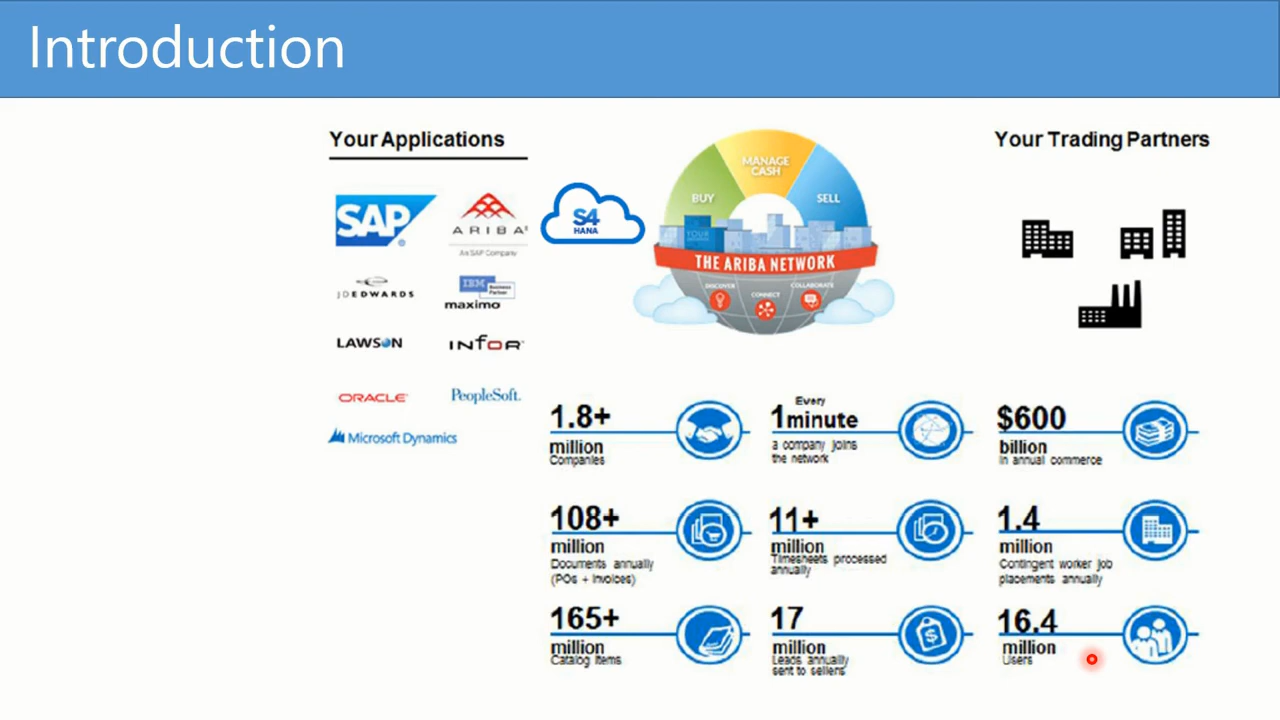 Introduction
Your Applications
SAP
ARIBA
An SAP Company
JDEDWARDS
IBM Business Partner
maximo
LAWSON
INFOR
ORACLE
PeopleSoft.
Microsoft Dynamics
S4
HANA
BUY
MANAGE
CASH
SELL
THE ARIBA NETWORK
DISCOVER
CONNECT
COLLABORATE
Your Trading Partners
1.8+
million
Companies
Every
1minute
a company joins
the network
$600
billion
in annual commerce
108+
million
Documents annually
(POs + Invoices)
11+
million
Timesheets processed
annually
1.4
million
Contingent worker job
placements annually
165+
million
Catalog Items
17
million
Leads annually
sent to sellers
16.4
million
Users